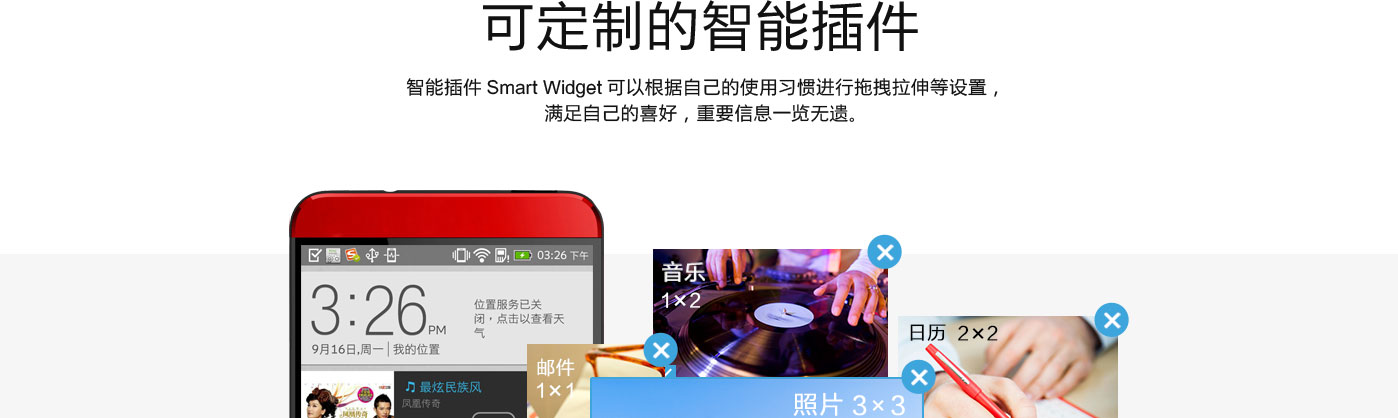 可定制的智能插件
智能插件 Smart Widget 可以根据自己的使用习惯进行拖拽拉伸等设置，
满足自己的喜好，重要信息一览无遗。
03:26 下午
3:26 PM
位置服务已关
闭，点击以查看天
气
9月16日,周一 | 我的位置
最炫民族风
凤凰传奇
音乐
1×2
日历 2×2
邮件
1×1
照片 3×3